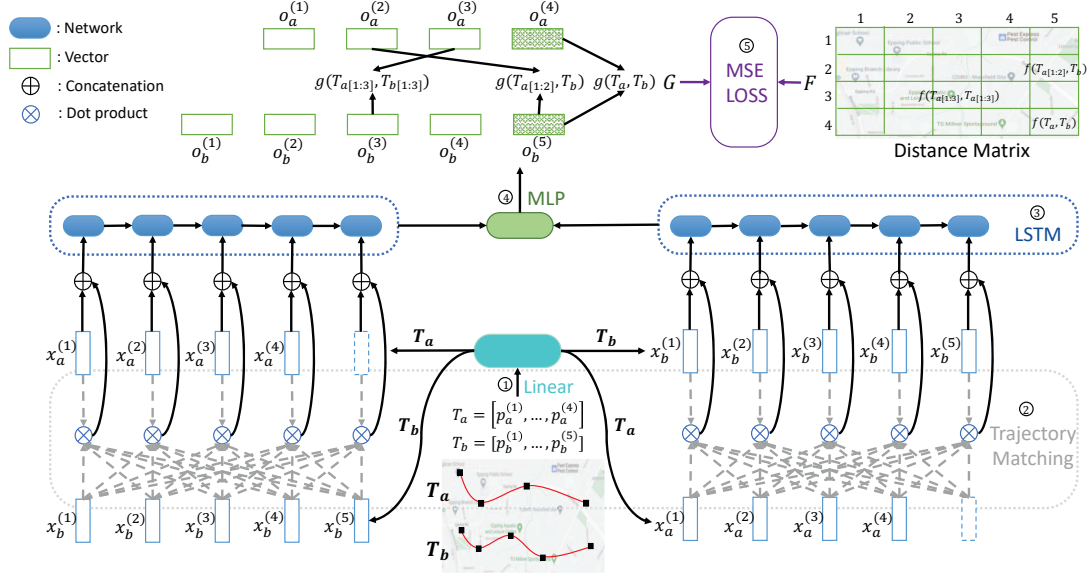 : Network
: Vector
: Concatenation
: Dot product
o_a^{(1)} o_a^{(2)} o_a^{(3)} o_a^{(4)}
g(T_{a[1:3]}, T_{b[1:3]}) g(T_{a[1:2]}, T_b) g(T_a, T_b) G
o_b^{(1)} o_b^{(2)} o_b^{(3)} o_b^{(4)} o_b^{(5)}
⑤
MSE
LOSS
F
1 2 3 4 5
1
2 f(T_{a[1:2]}, T_b)
3 f(T_{a[1:3]}, T_{a[1:3]})
4 f(T_a, T_b)
Distance Matrix
④ MLP
③
LSTM
x_a^{(1)} x_a^{(2)} x_a^{(3)} x_a^{(4)}
T_a T_b
x_b^{(1)} x_b^{(2)} x_b^{(3)} x_b^{(4)} x_b^{(5)}
① Linear
T_a = [p_a^{(1)}, ..., p_a^{(4)}]
T_b = [p_b^{(1)}, ..., p_b^{(5)}]
T_b T_a
②
Trajectory
Matching
T_a
T_b
x_b^{(1)} x_b^{(2)} x_b^{(3)} x_b^{(4)} x_b^{(5)}
x_a^{(1)} x_a^{(2)} x_a^{(3)} x_a^{(4)}